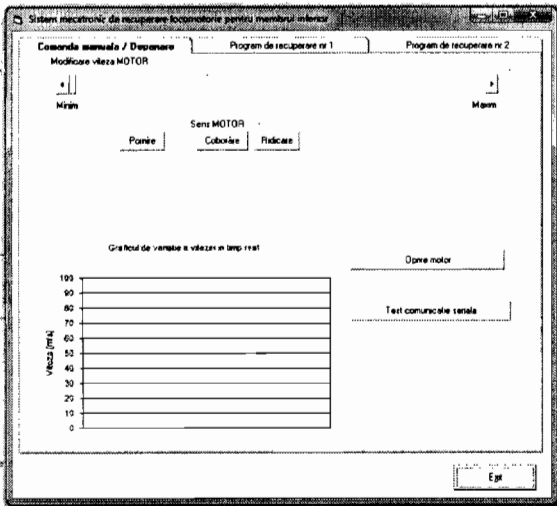 Sistem mecatronic de recuperare locomotorie pentru membrul inferior
Comanda manuala / Depanare
Program de recuperare nr 1
Program de recuperare nr 2
Modificare viteza MOTOR
Minim
Maxim
Sens MOTOR
Pornire
Coborâre
Ridicare
Graficul de variatie a vitezei in timp real
Oprire motor
100
90
80
70
60
50
40
30
20
10
0
Viteza [m/s]
Test comunicatie seriala
Exit